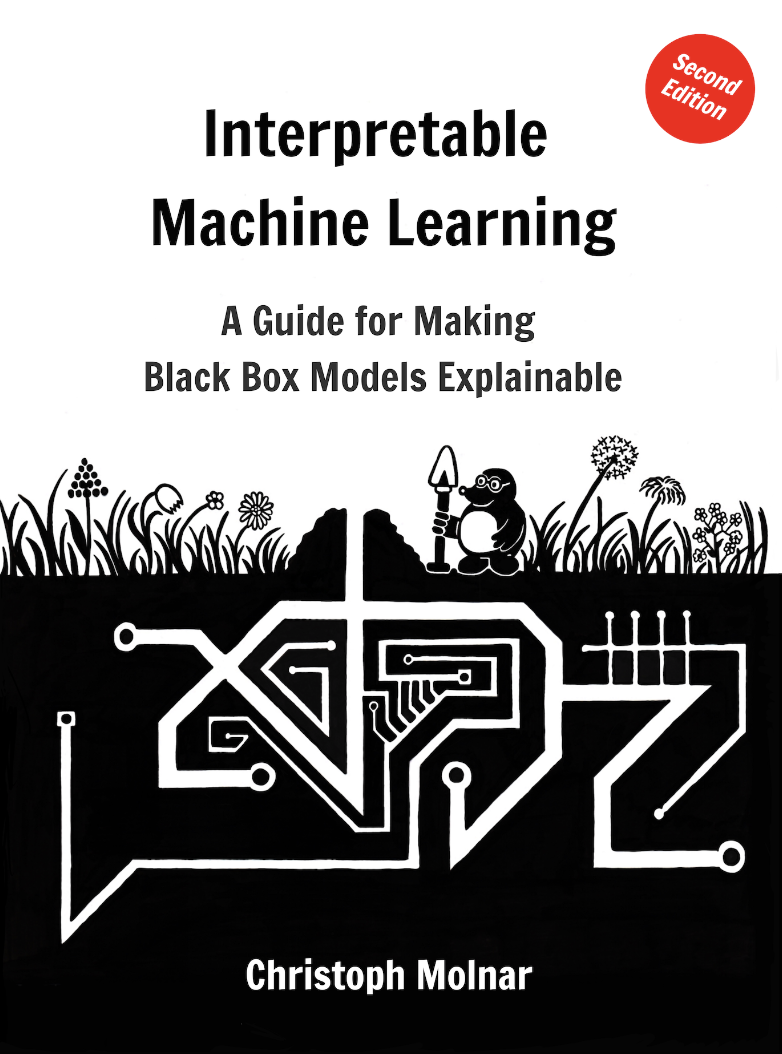 Second
Edition
Interpretable
Machine Learning
A Guide for Making
Black Box Models Explainable
Christoph Molnar